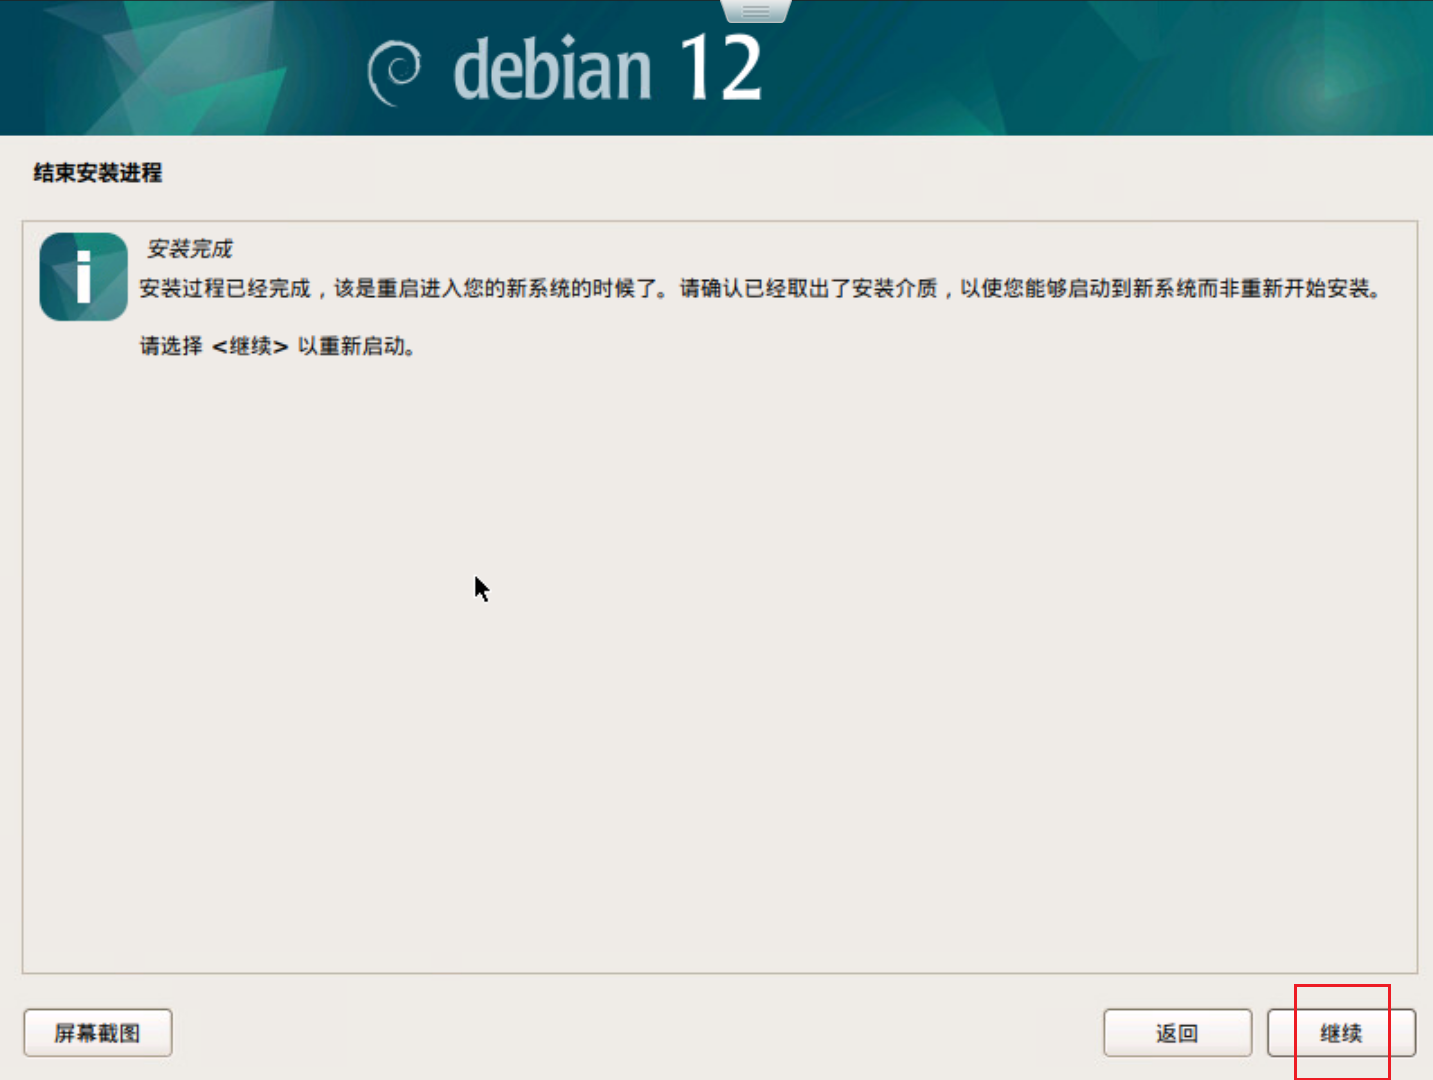 debian 12
结束安装进程
安装完成
安装过程已经完成，该是重启进入您的新系统的时候了。请确认已经取出了安装介质，以使您能够启动到新系统而非重新开始安装。
请选择 <继续> 以重新启动。
屏幕截图
返回
继续